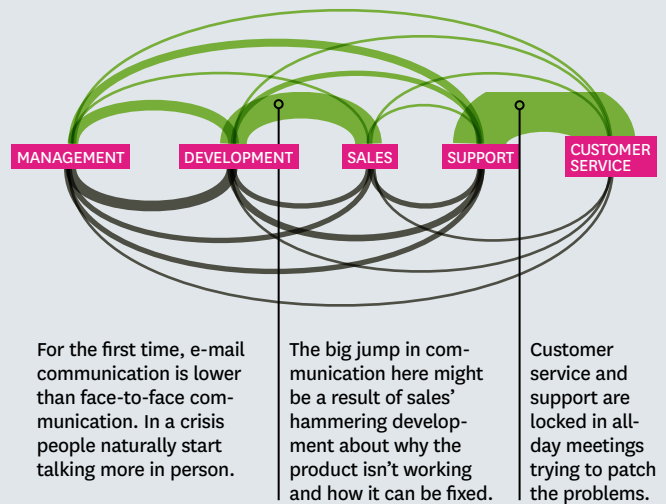 MANAGEMENT
DEVELOPMENT
SALES
SUPPORT
CUSTOMER
SERVICE
For the first time, e-mail
communication is lower
than face-to-face com-
munication. In a crisis
people naturally start
talking more in person.
The big jump in com-
munication here might
be a result of sales’
hammering develop-
ment about why the
product isn’t working
and how it can be fixed.
Customer
service and
support are
locked in all-
day meetings
trying to patch
the problems.